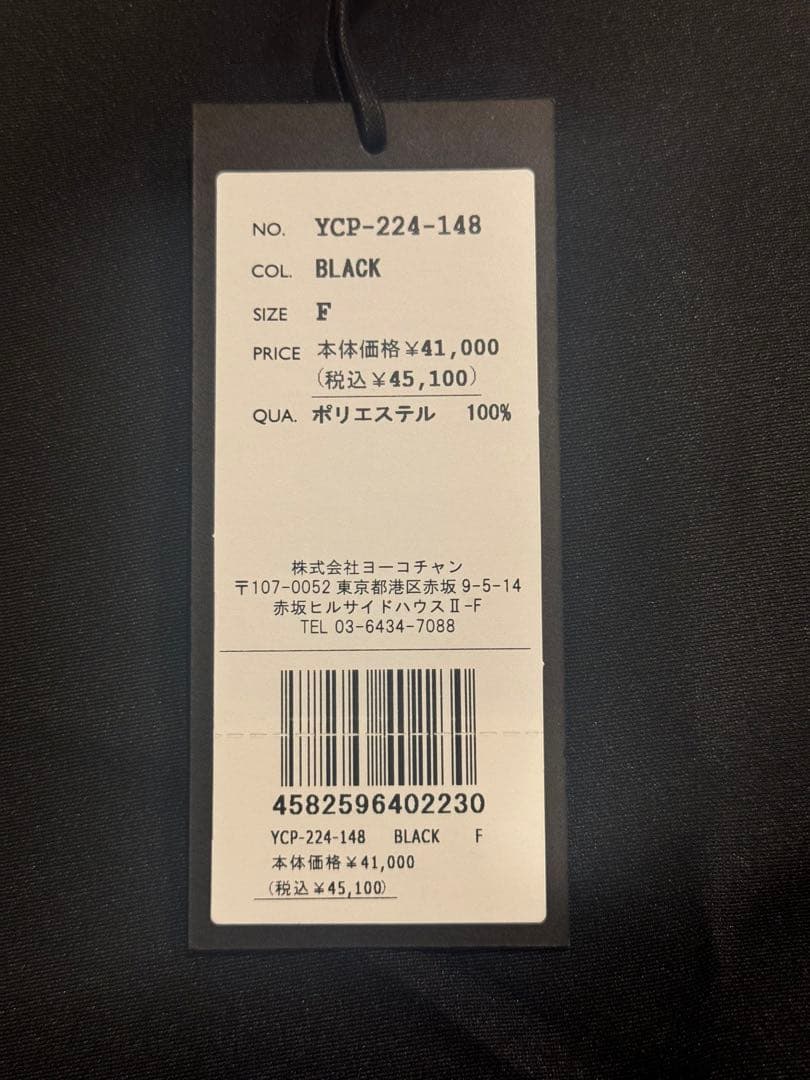 NO. YCP-224-148
COL. BLACK
SIZE F
PRICE 本体価格¥41,000
(税込¥45,100)
QUA. ポリエステル 100%
株式会社ヨーコチャン
〒107-0052 東京都港区赤坂 9-5-14
赤坂ヒルサイドハウスⅡ-F
TEL 03-6434-7088
4582596402230
YCP-224-148 BLACK F
本体価格¥41,000
(税込¥45,100)